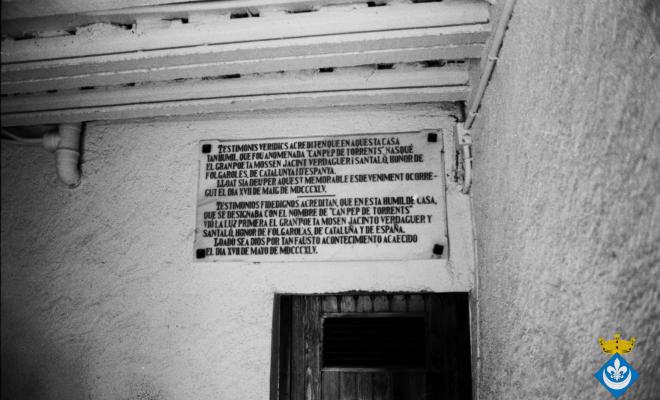 TESTIMONIS VERIDICS ACREDITEN QUE EN AQUESTA CASA
TAN HUMIL, QUE FOU ANOMENADA "CAN PEP DE TORRENTS" NASQUÉ
EL GRAN POETA MOSSEN JACINT VERDAGUER I SANTALÓ, HONOR DE
FOLGAROLES, DE CATALUNYA I D'ESPANYA.
LLOAT SIA DEU PER AQUEST MEMORABLE ESDEVENIMENT OCORRE-
GUT EL DIA XVII DE MAIG DE MDCCCXLV.
TESTIMONIOS FIDEDIGNOS ACREDITAN, QUE EN ESTA HUMILDE CASA,
QUE SE DESIGNABA CON EL NOMBRE DE "CAN PEP DE TORRENTS"
VIÓ LA LUZ PRIMERA EL GRAN POETA MOSEN JACINTO VERDAGUER Y
SANTALÓ, HONOR DE FOLGAROLAS, DE CATALUÑA Y DE ESPAÑA.
LOADO SEA DIOS POR TAN FAUSTO ACONTECIMIENTO ACAECIDO
EL DIA XVII DE MAYO DE MDCCCXLV.